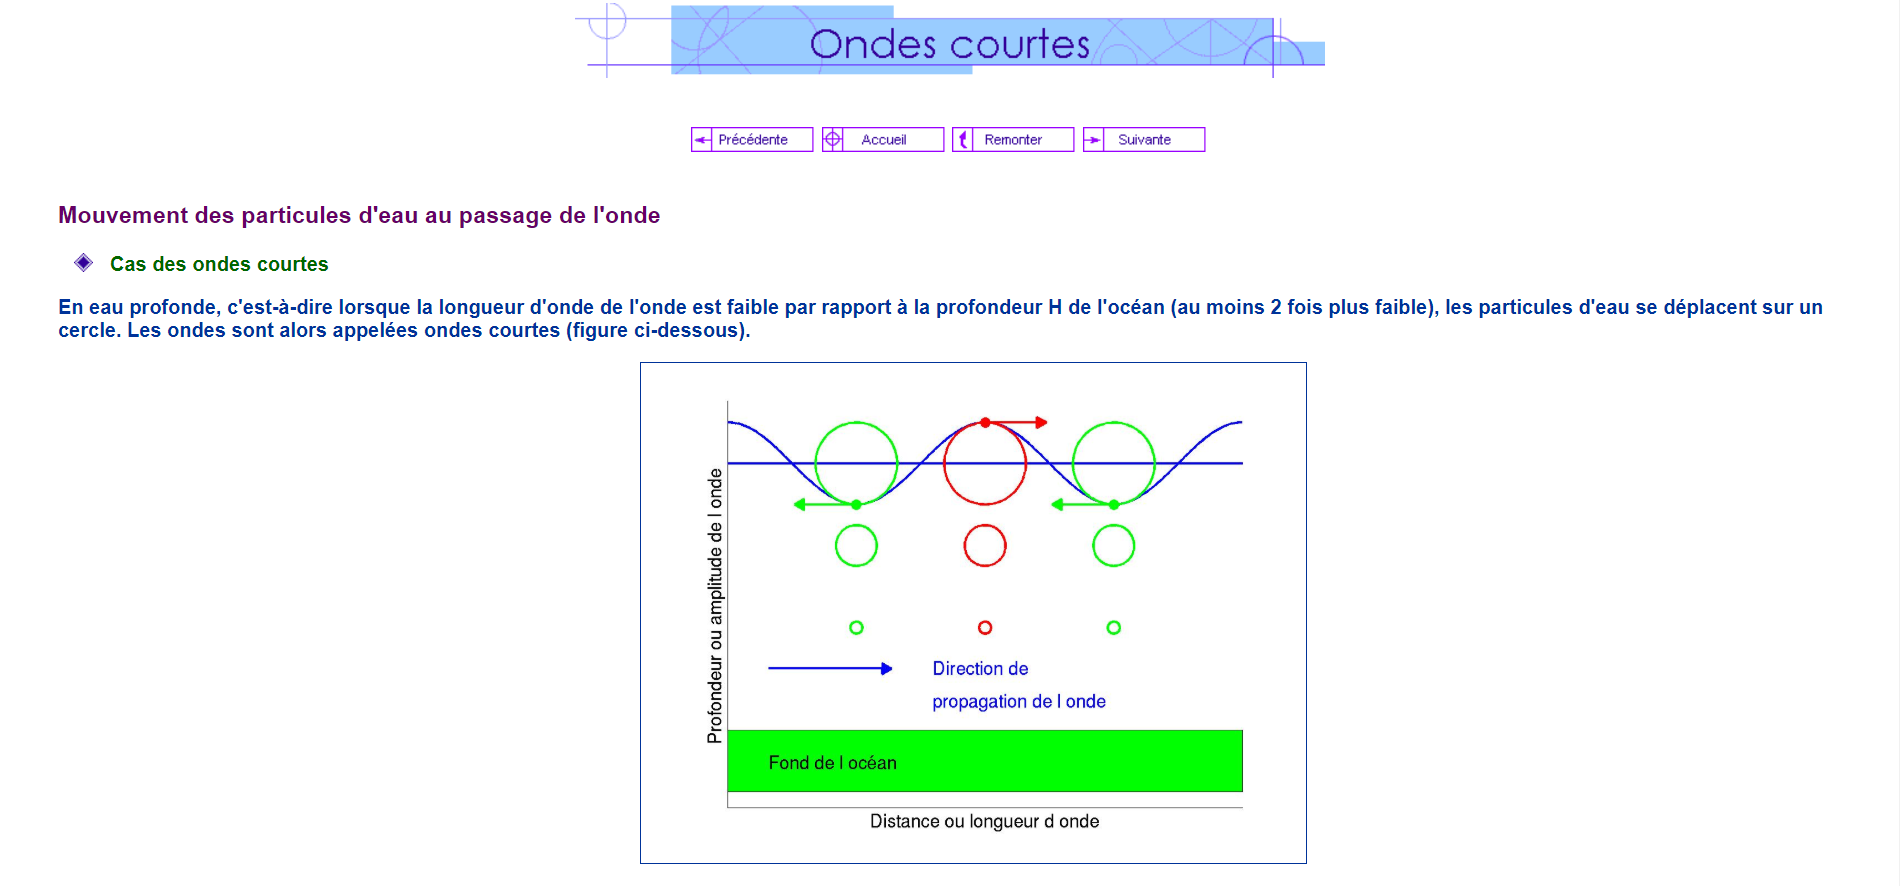 Ondes courtes
Précédente
Accueil
Remonter
Suivante
Mouvement des particules d'eau au passage de l'onde
Cas des ondes courtes
En eau profonde, c'est-à-dire lorsque la longueur d'onde de l'onde est faible par rapport à la profondeur H de l'océan (au moins 2 fois plus faible), les particules d'eau se déplacent sur un
cercle. Les ondes sont alors appelées ondes courtes (figure ci-dessous).
Profondeur ou amplitude de l onde
Direction de
propagation de l onde
Fond de l océan
Distance ou longueur d onde